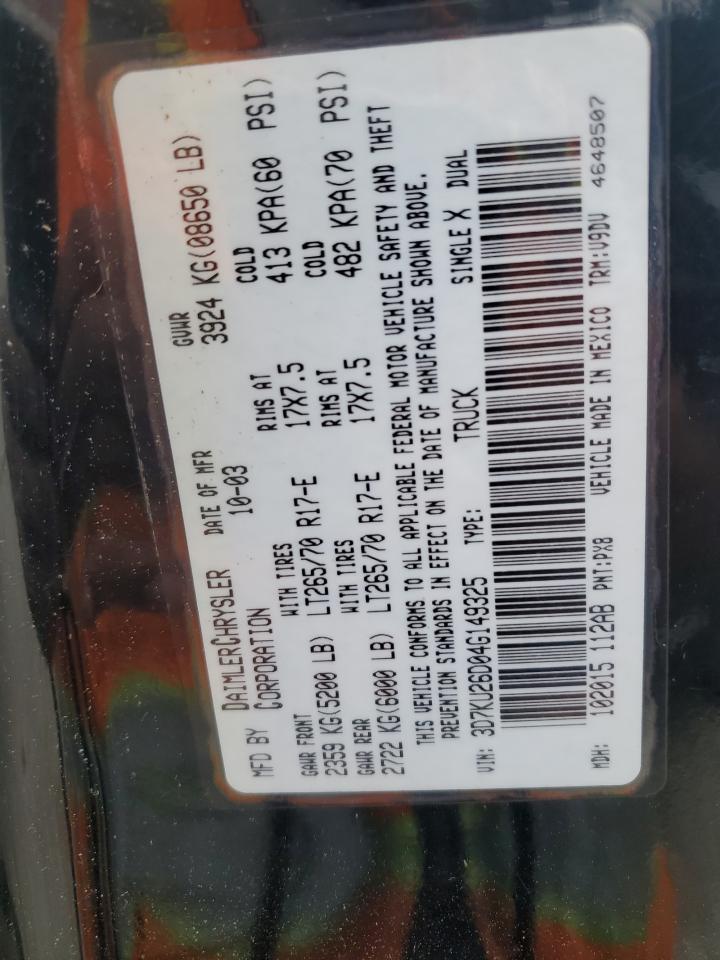 MFD BY DAIMLERCHRYSLER CORPORATION DATE OF MFR 10-03 GVWR 3924 KG(08650 LB)
GAWR FRONT WITH TIRES RIMS AT COLD
2359 KG(5200 LB) LT265/70 R17-E 17X7.5 413 KPA(60 PSI)
GAWR REAR WITH TIRES RIMS AT COLD
2722 KG(6000 LB) LT265/70 R17-E 17X7.5 482 KPA(70 PSI)
THIS VEHICLE CONFORMS TO ALL APPLICABLE FEDERAL MOTOR VEHICLE SAFETY AND THEFT
PREVENTION STANDARDS IN EFFECT ON THE DATE OF MANUFACTURE SHOWN ABOVE.
VIN: 3D7KU26D04G149325 TYPE: TRUCK SINGLE X DUAL
MDH: 102015 112AB PNT:PX8 VEHICLE MADE IN MEXICO TRM:V9DV 4648507